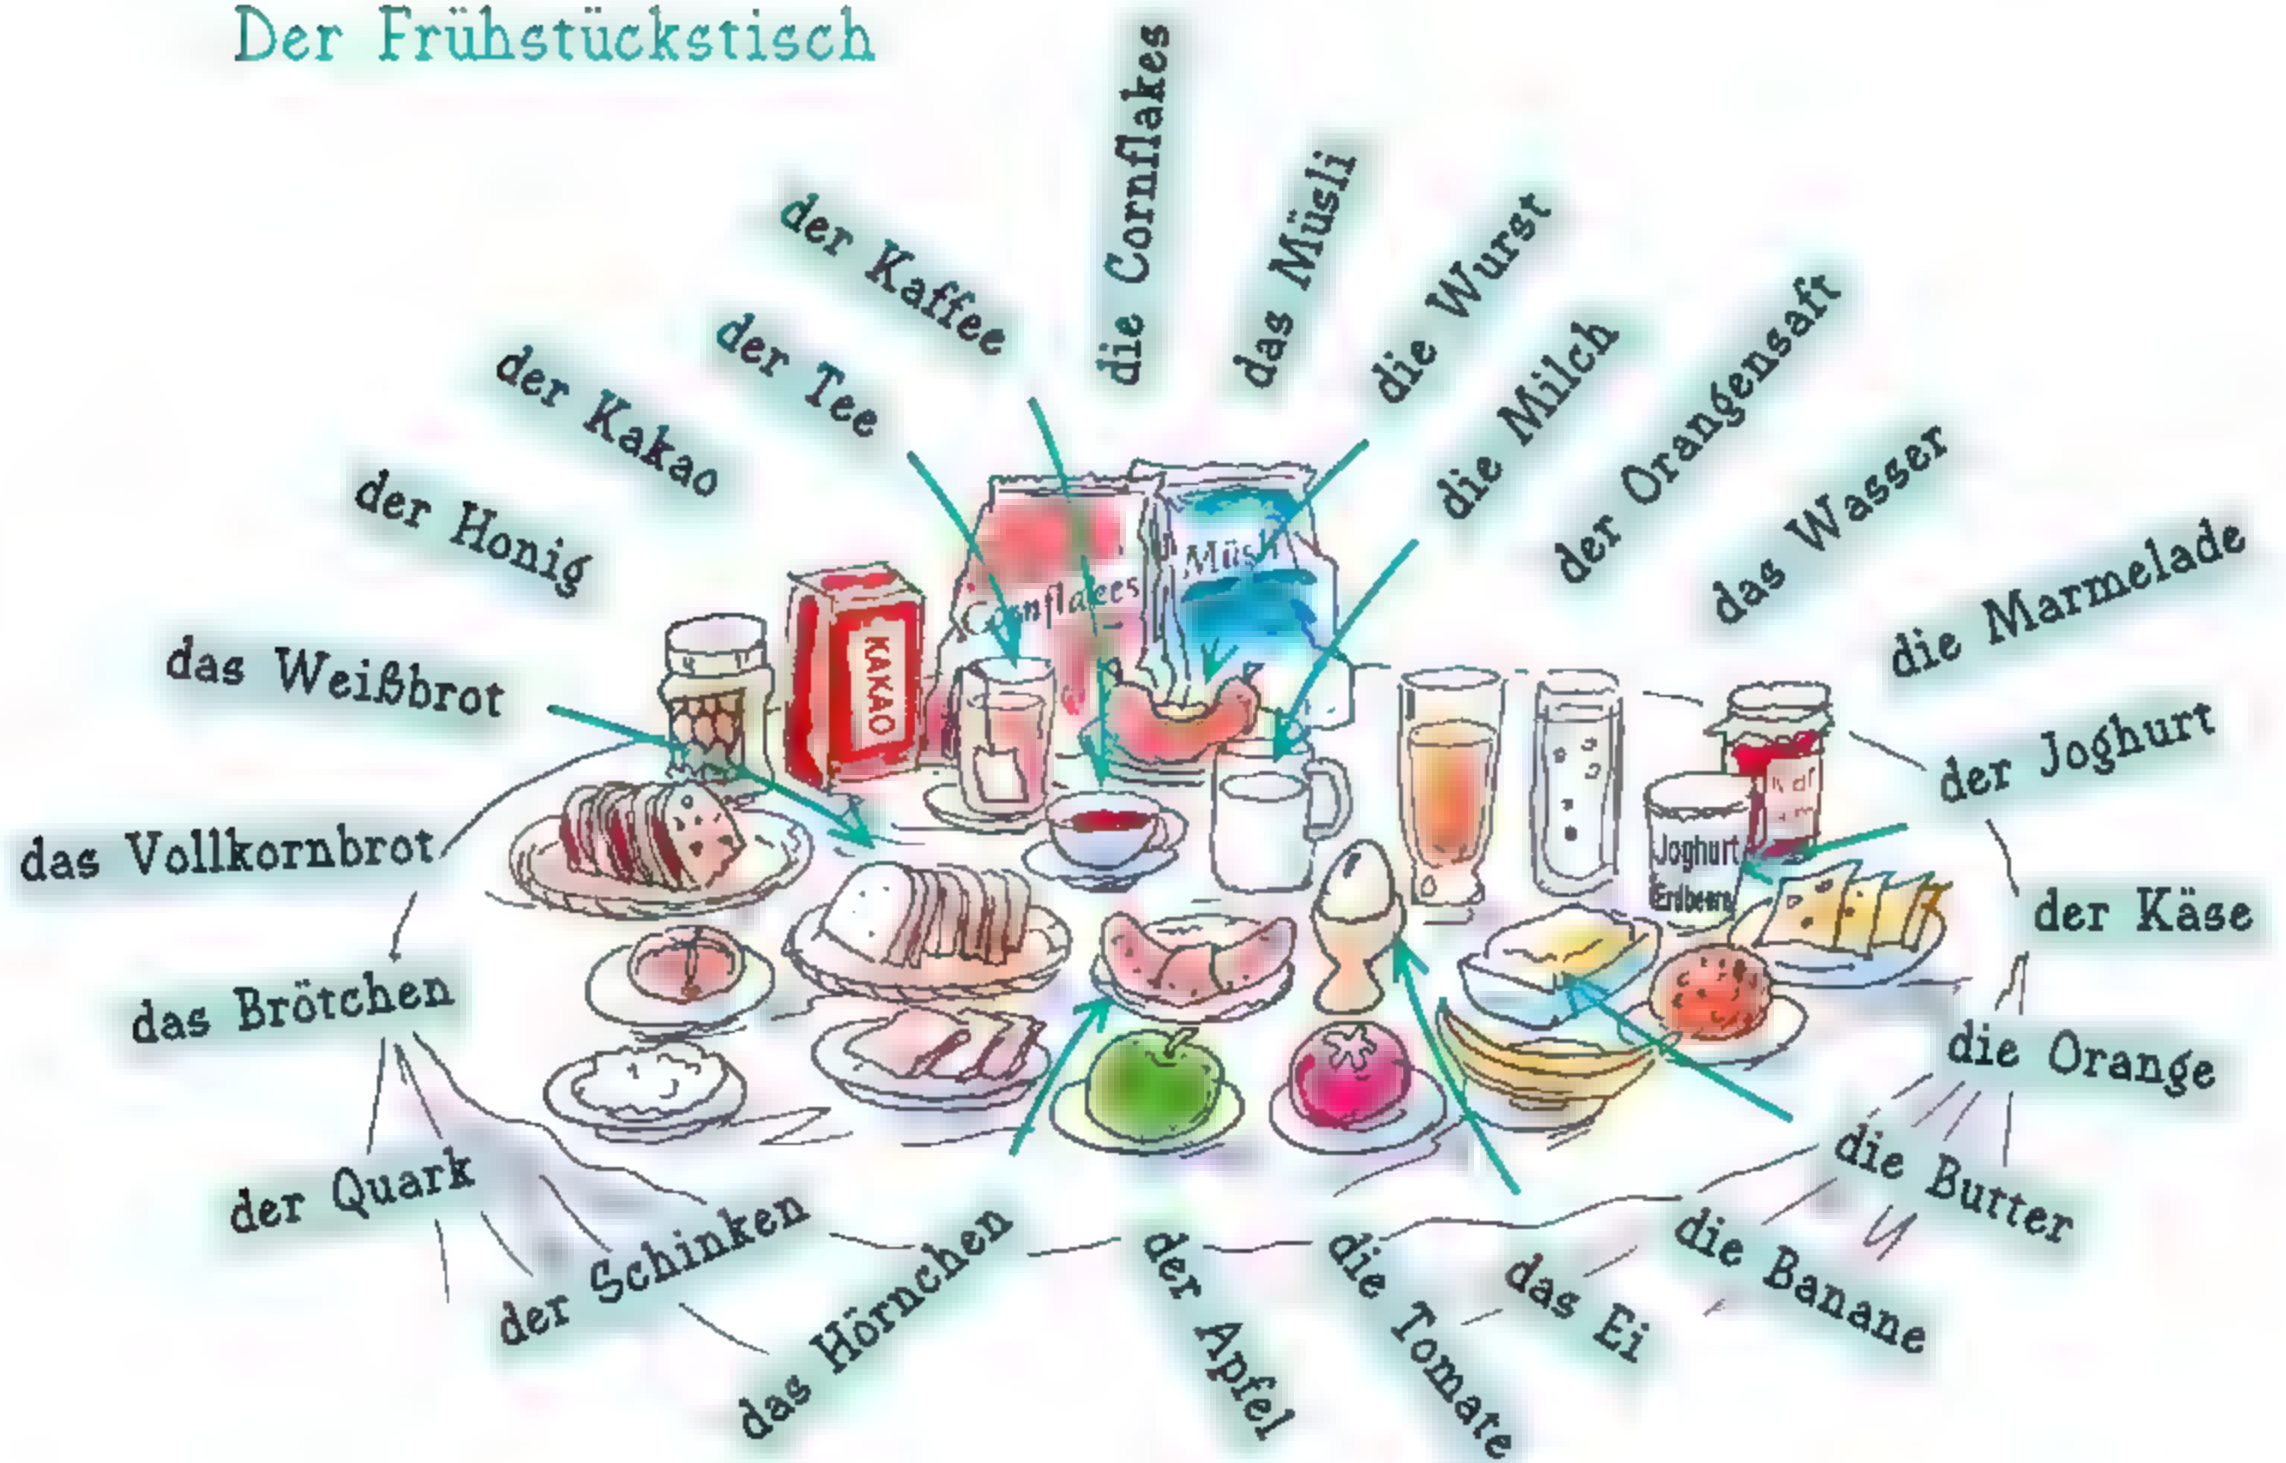 Der Frühstückstisch
die Cornflakes
das Müsli
der Kaffee
die Wurst
der Tee
die Milch
der Kakao
der Orangensaft
der Honig
das Wasser
das Weißbrot
die Marmelade
der Joghurt
das Vollkornbrot
der Käse
das Brötchen
die Orange
der Quark
die Butter
der Schinken
die Banane
das Hörnchen
der Apfel
die Tomate
das Ei
KAKAO
Cornflakes
Müsli
Joghurt
Erdbeere